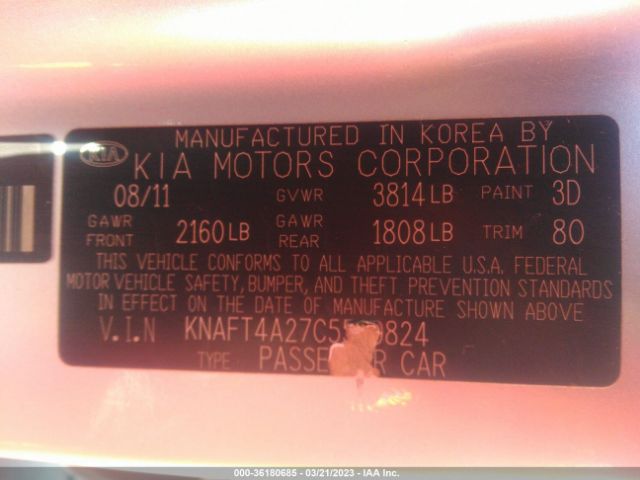 MANUFACTURED IN KOREA BY
KIA KIA MOTORS CORPORATION
08/11 GVWR 3814LB PAINT 3D
GAWR FRONT 2160LB GAWR REAR 1808LB TRIM 80
THIS VEHICLE CONFORMS TO ALL APPLICABLE U.S.A. FEDERAL
MOTOR VEHICLE SAFETY, BUMPER, AND THEFT PREVENTION STANDARDS
IN EFFECT ON THE DATE OF MANUFACTURE SHOWN ABOVE
V.I.N
TYPE CAR
000-36180685 - 03/21/2023 - IAA Inc.